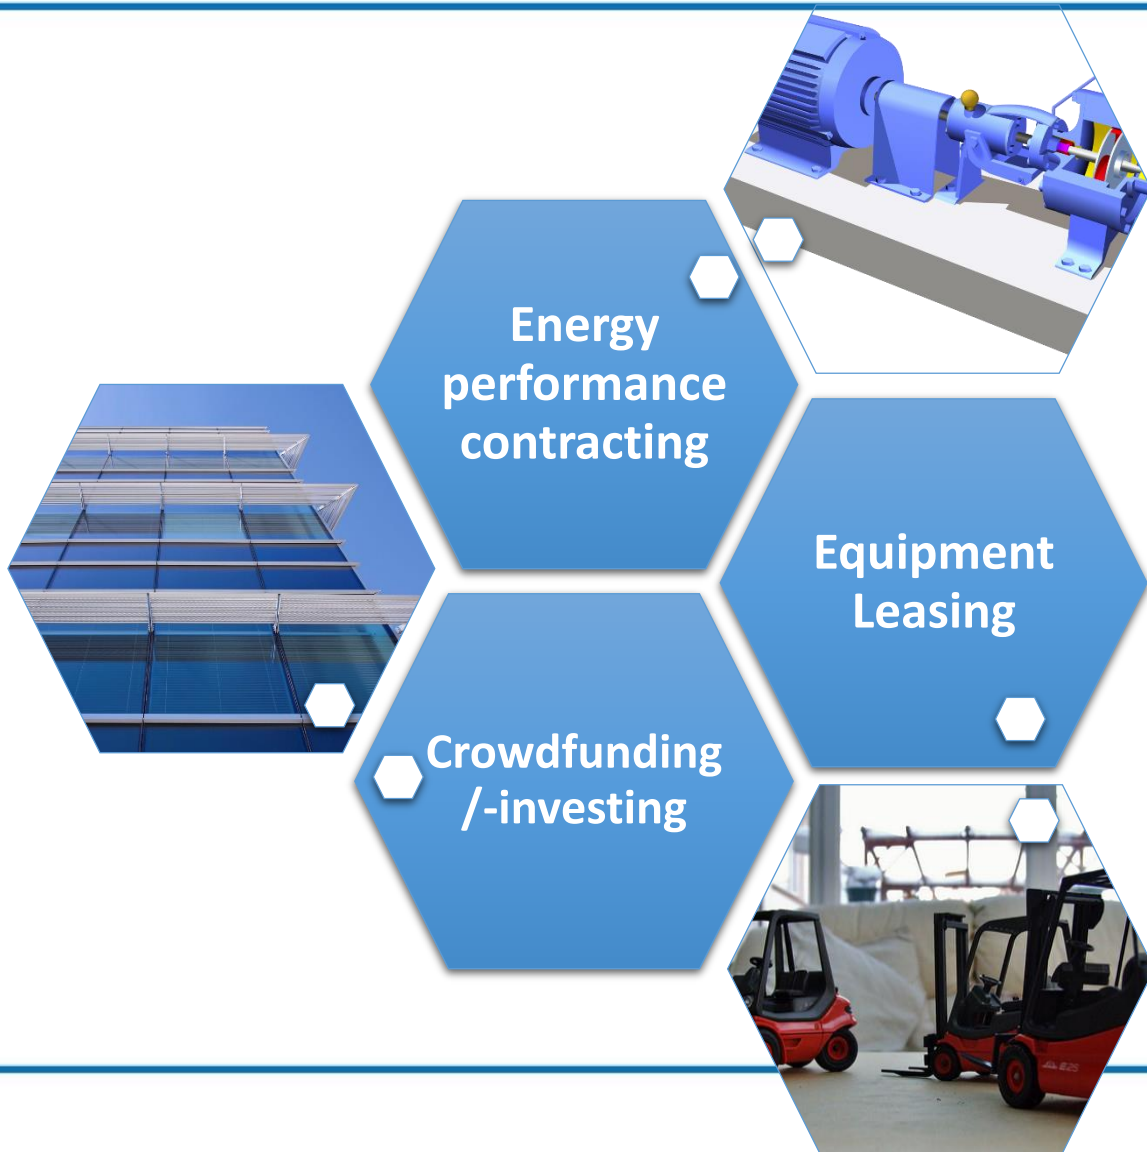 Energy
performance
contracting
Equipment
Leasing
Crowdfunding
/-investing